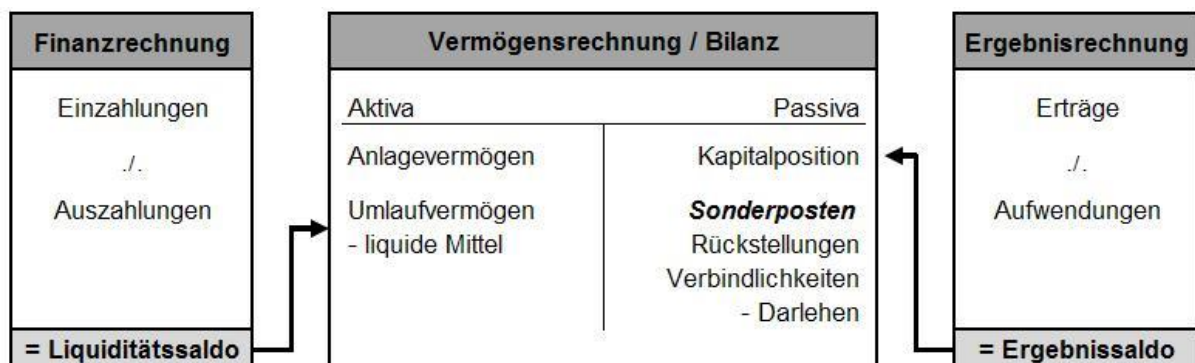 Finanzrechnung
Einzahlungen
./.
Auszahlungen
= Liquiditätssaldo
Vermögensrechnung / Bilanz
Aktiva Passiva
Anlagevermögen Kapitalposition
Umlaufvermögen Sonderposten
- liquide Mittel Rückstellungen
Verbindlichkeiten
- Darlehen
Ergebnisrechnung
Erträge
./.
Aufwendungen
= Ergebnissaldo